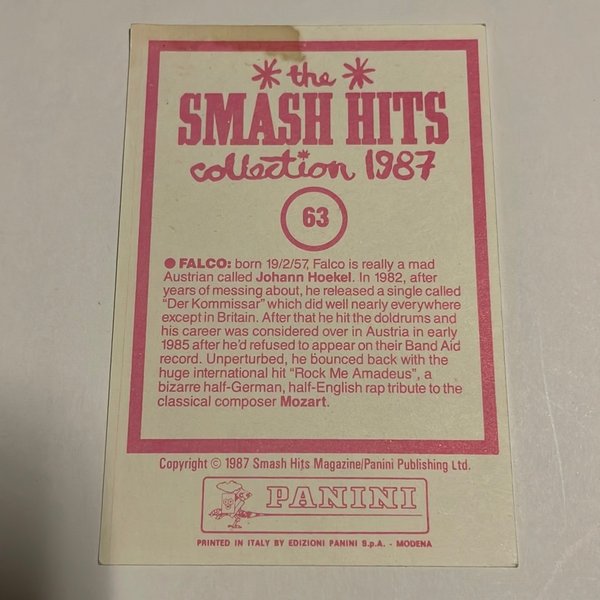 * the *
SMASH HITS
collection 1987
63
● FALCO: born 19/2/57, Falco is really a mad
Austrian called Johann Hoekel. In 1982, after
years of messing about, he released a single called
“Der Kommissar” which did well nearly everywhere
except in Britain. After that he hit the doldrums and
his career was considered over in Austria in early
1985 after he’d refused to appear on their Band Aid
record. Unperturbed, he bounced back with the
huge international hit “Rock Me Amadeus”, a
bizarre half-German, half-English rap tribute to the
classical composer Mozart.
Copyright © 1987 Smash Hits Magazine/Panini Publishing Ltd.
PANINI
PRINTED IN ITALY BY EDIZIONI PANINI S.p.A. - MODENA